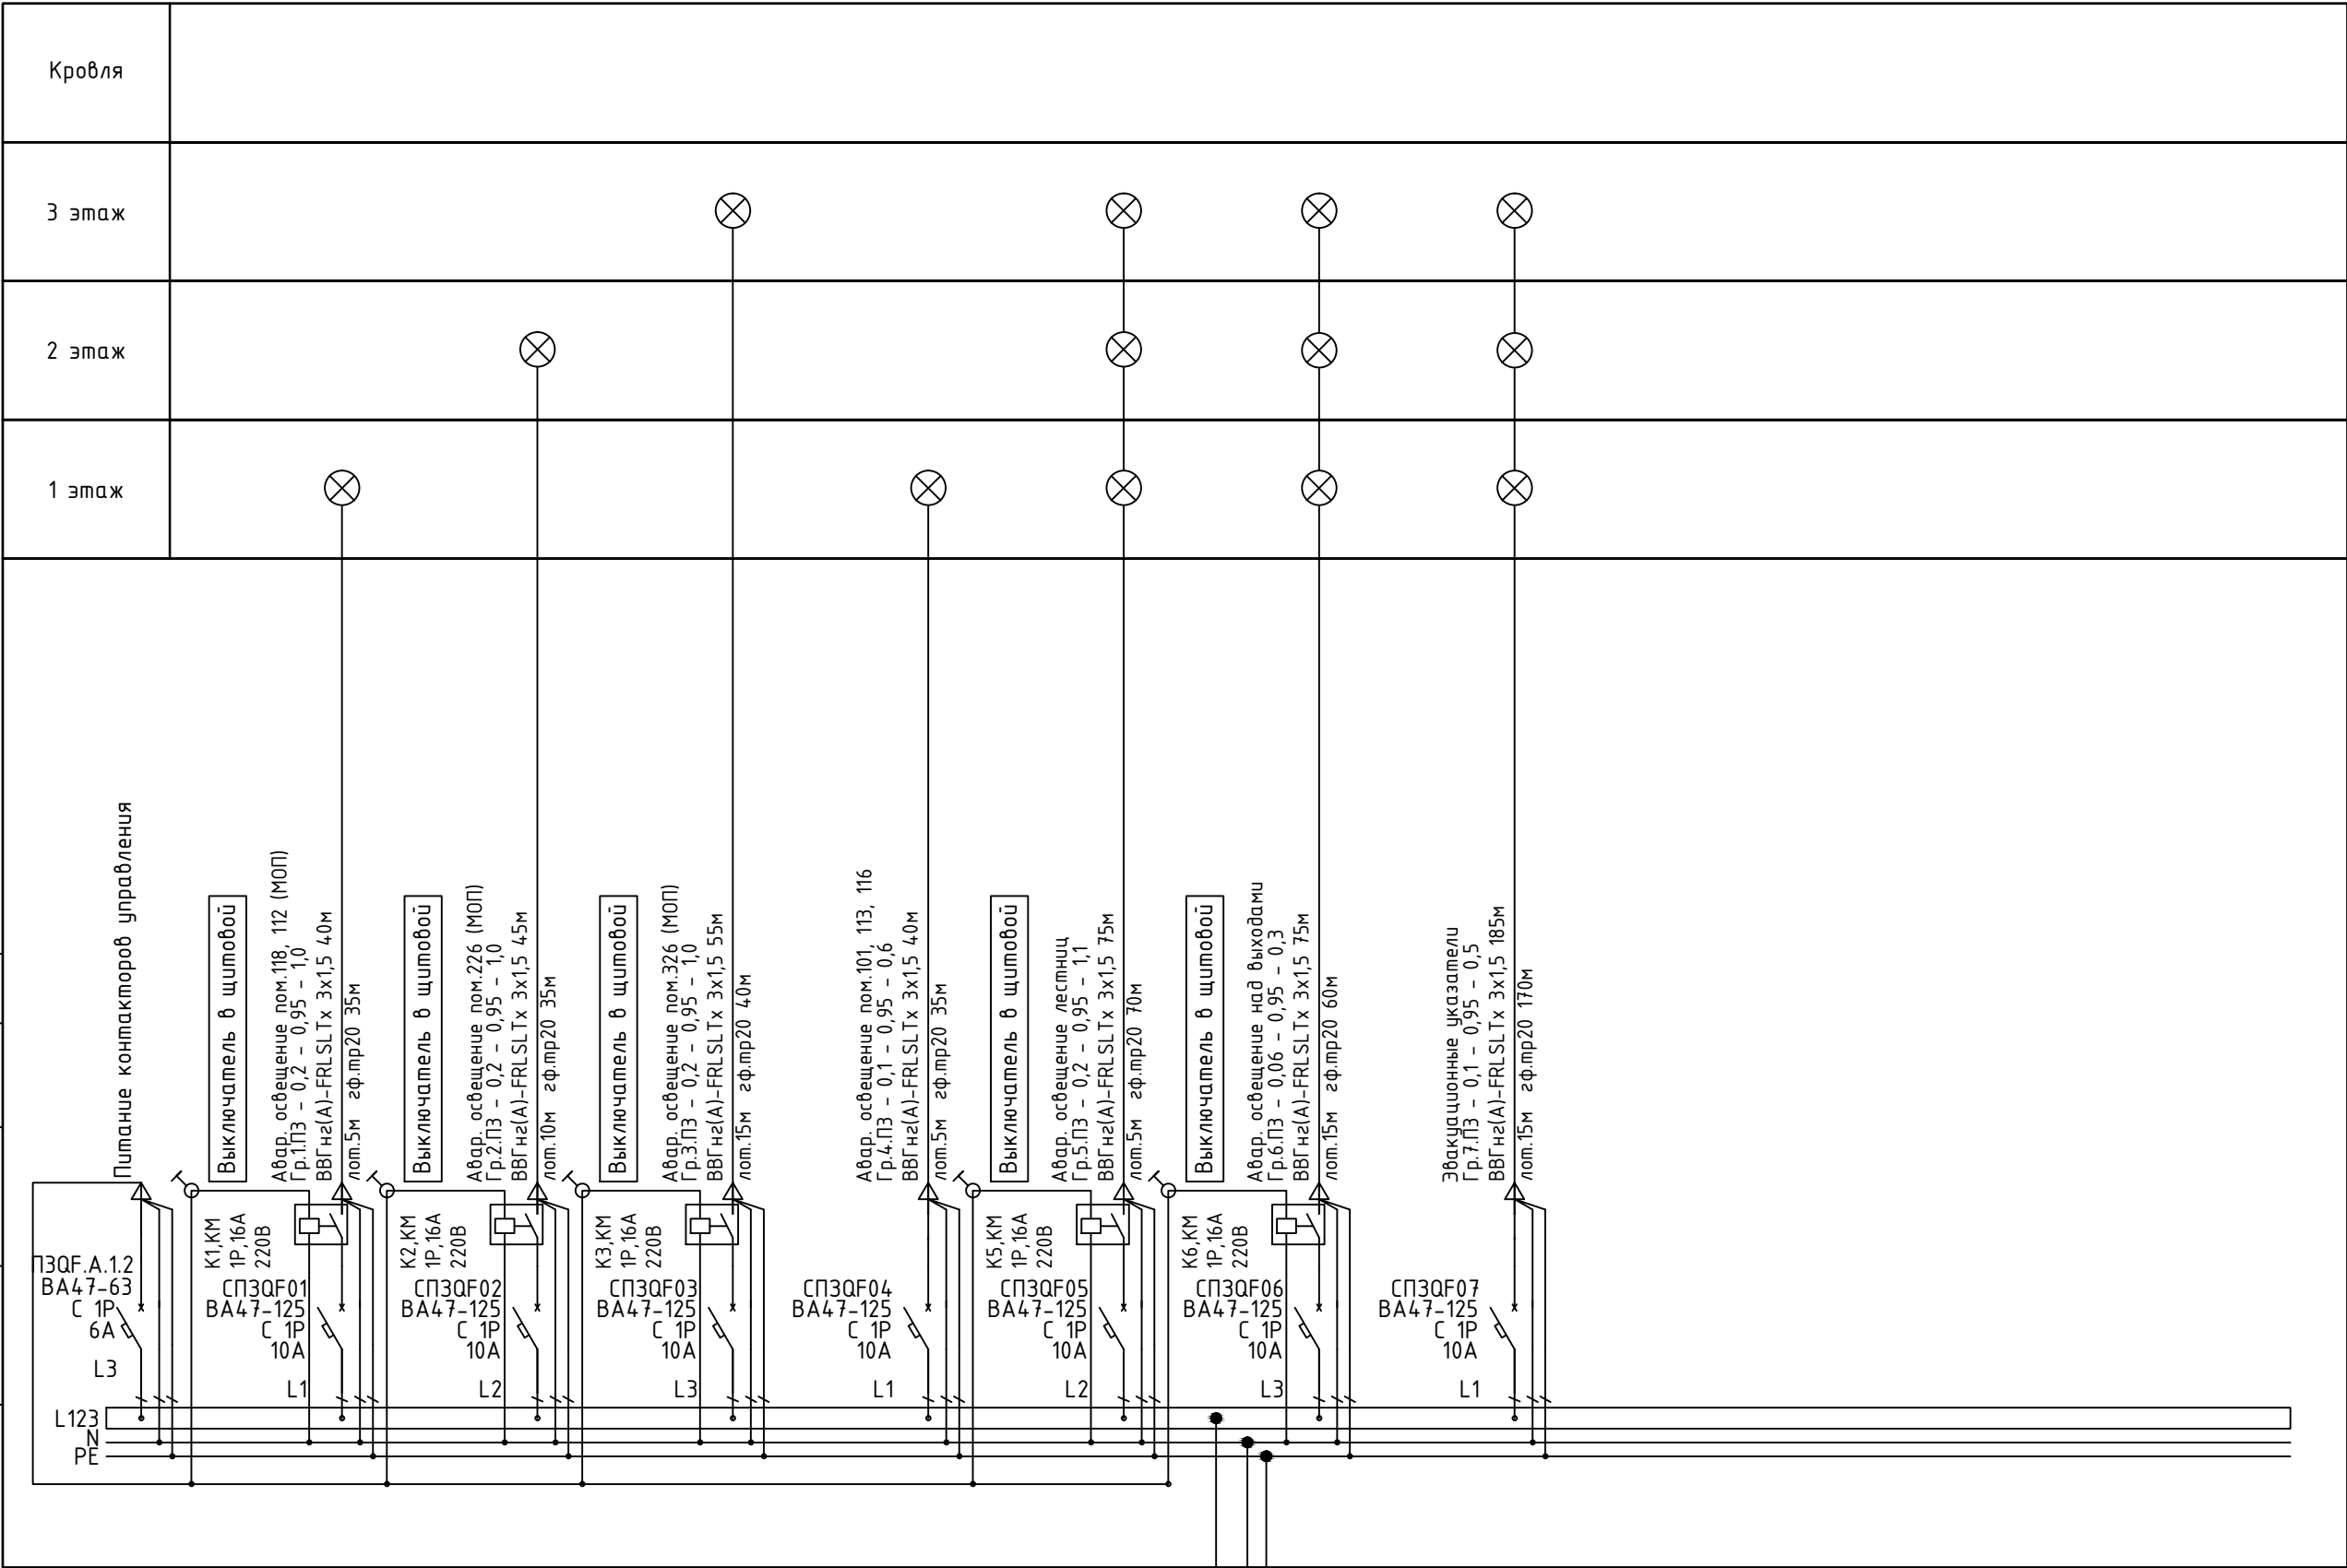 Кровля
3 этаж
2 этаж
1 этаж
Питание контакторов управления
П3QF.A.1.2
ВА47-63
С 1Р
6А
L3
Выключатель в щитовой
К1,КМ
1Р,16А
220В
Авар. освещение пом.118, 112 (МОП)
Гр.1.П3 - 0,2 - 0,95 - 1,0
ВВГнг(А)-FRLSLTx 3х1,5 40м
лот.5м гф.тр20 35м
СП3QF01
ВА47-125
С 1Р
10А
L1
Выключатель в щитовой
К2,КМ
1Р,16А
220В
Авар. освещение пом.226 (МОП)
Гр.2.П3 - 0,2 - 0,95 - 1,0
ВВГнг(А)-FRLSLTx 3х1,5 45м
лот.10м гф.тр20 35м
СП3QF02
ВА47-125
С 1Р
10А
L2
Выключатель в щитовой
К3,КМ
1Р,16А
220В
Авар. освещение пом.326 (МОП)
Гр.3.П3 - 0,2 - 0,95 - 1,0
ВВГнг(А)-FRLSLTx 3х1,5 55м
лот.15м гф.тр20 40м
СП3QF03
ВА47-125
С 1Р
10А
L3
Авар. освещение пом.101, 113, 116
Гр.4.П3 - 0,1 - 0,95 - 0,6
ВВГнг(А)-FRLSLTx 3х1,5 40м
лот.5м гф.тр20 35м
СП3QF04
ВА47-125
С 1Р
10А
L1
Выключатель в щитовой
К5,КМ
1Р,16А
220В
Авар. освещение лестниц
Гр.5.П3 - 0,2 - 0,95 - 1,1
ВВГнг(А)-FRLSLTx 3х1,5 75м
лот.5м гф.тр20 70м
СП3QF05
ВА47-125
С 1Р
10А
L2
Выключатель в щитовой
К6,КМ
1Р,16А
220В
Авар. освещение над выходами
Гр.6.П3 - 0,06 - 0,95 - 0,3
ВВГнг(А)-FRLSLTx 3х1,5 75м
лот.15м гф.тр20 60м
СП3QF06
ВА47-125
С 1Р
10А
L3
Эвакуационные указатели
Гр.7.П3 - 0,1 - 0,95 - 0,5
ВВГнг(А)-FRLSLTx 3х1,5 185м
лот.15м гф.тр20 170м
СП3QF07
ВА47-125
С 1Р
10А
L1
L123
N
PE